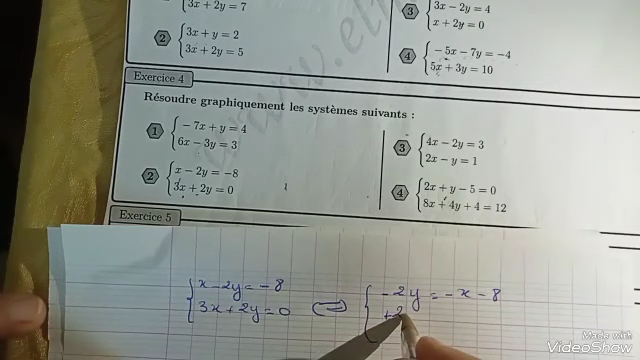 3x + 2y = 7
3x − 2y = 4
3 x + 2y = 0
2 3x + y = 2
3x + 2y = 5
4 − 5x − 7y = −4
5x + 3y = 10
Exercice 4
Résoudre graphiquement les systèmes suivants :
1 − 7x + y = 4
6x − 3y = 3
3 4x − 2y = 3
2x − y = 1
2 x − 2y = −8
3x + 2y = 0
4 2x + y − 5 = 0
8x + 4y + 4 = 12
Exercice 5
x - 2y = - 8
3x + 2y = 0 ⇔
- 2y = - x - 8
+ 2
Made With
VideoShow